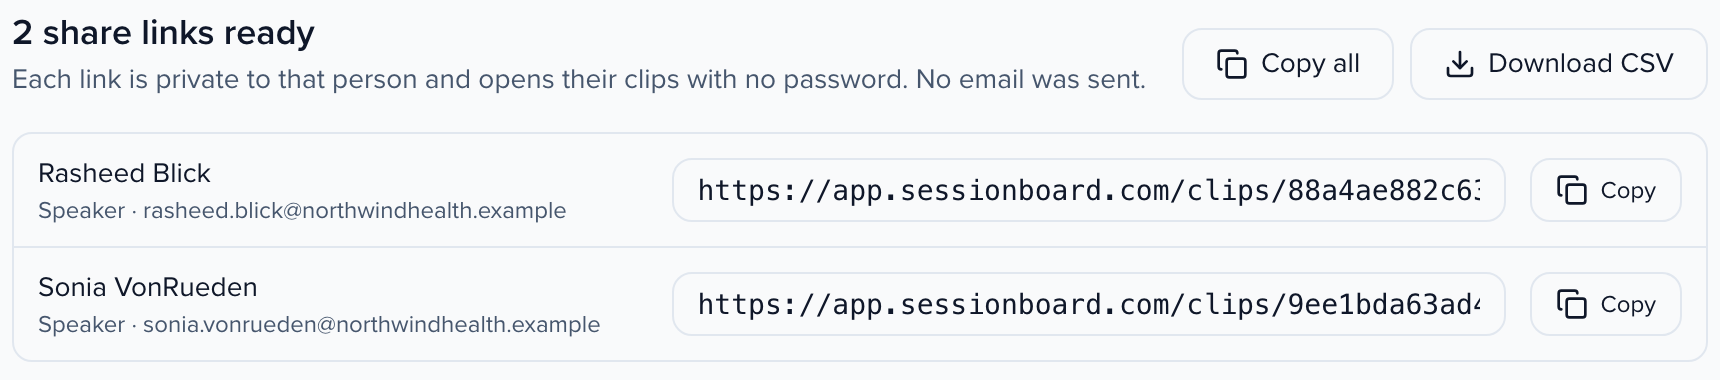 2 share links ready
Each link is private to that person and opens their clips with no password. No email was sent.
Copy all
Download CSV
Rasheed Blick
Speaker · rasheed.blick@northwindhealth.example
https://app.sessionboard.com/clips/88a4ae882c63
Copy
Sonia VonRueden
Speaker · sonia.vonrueden@northwindhealth.example
https://app.sessionboard.com/clips/9ee1bda63ad4
Copy